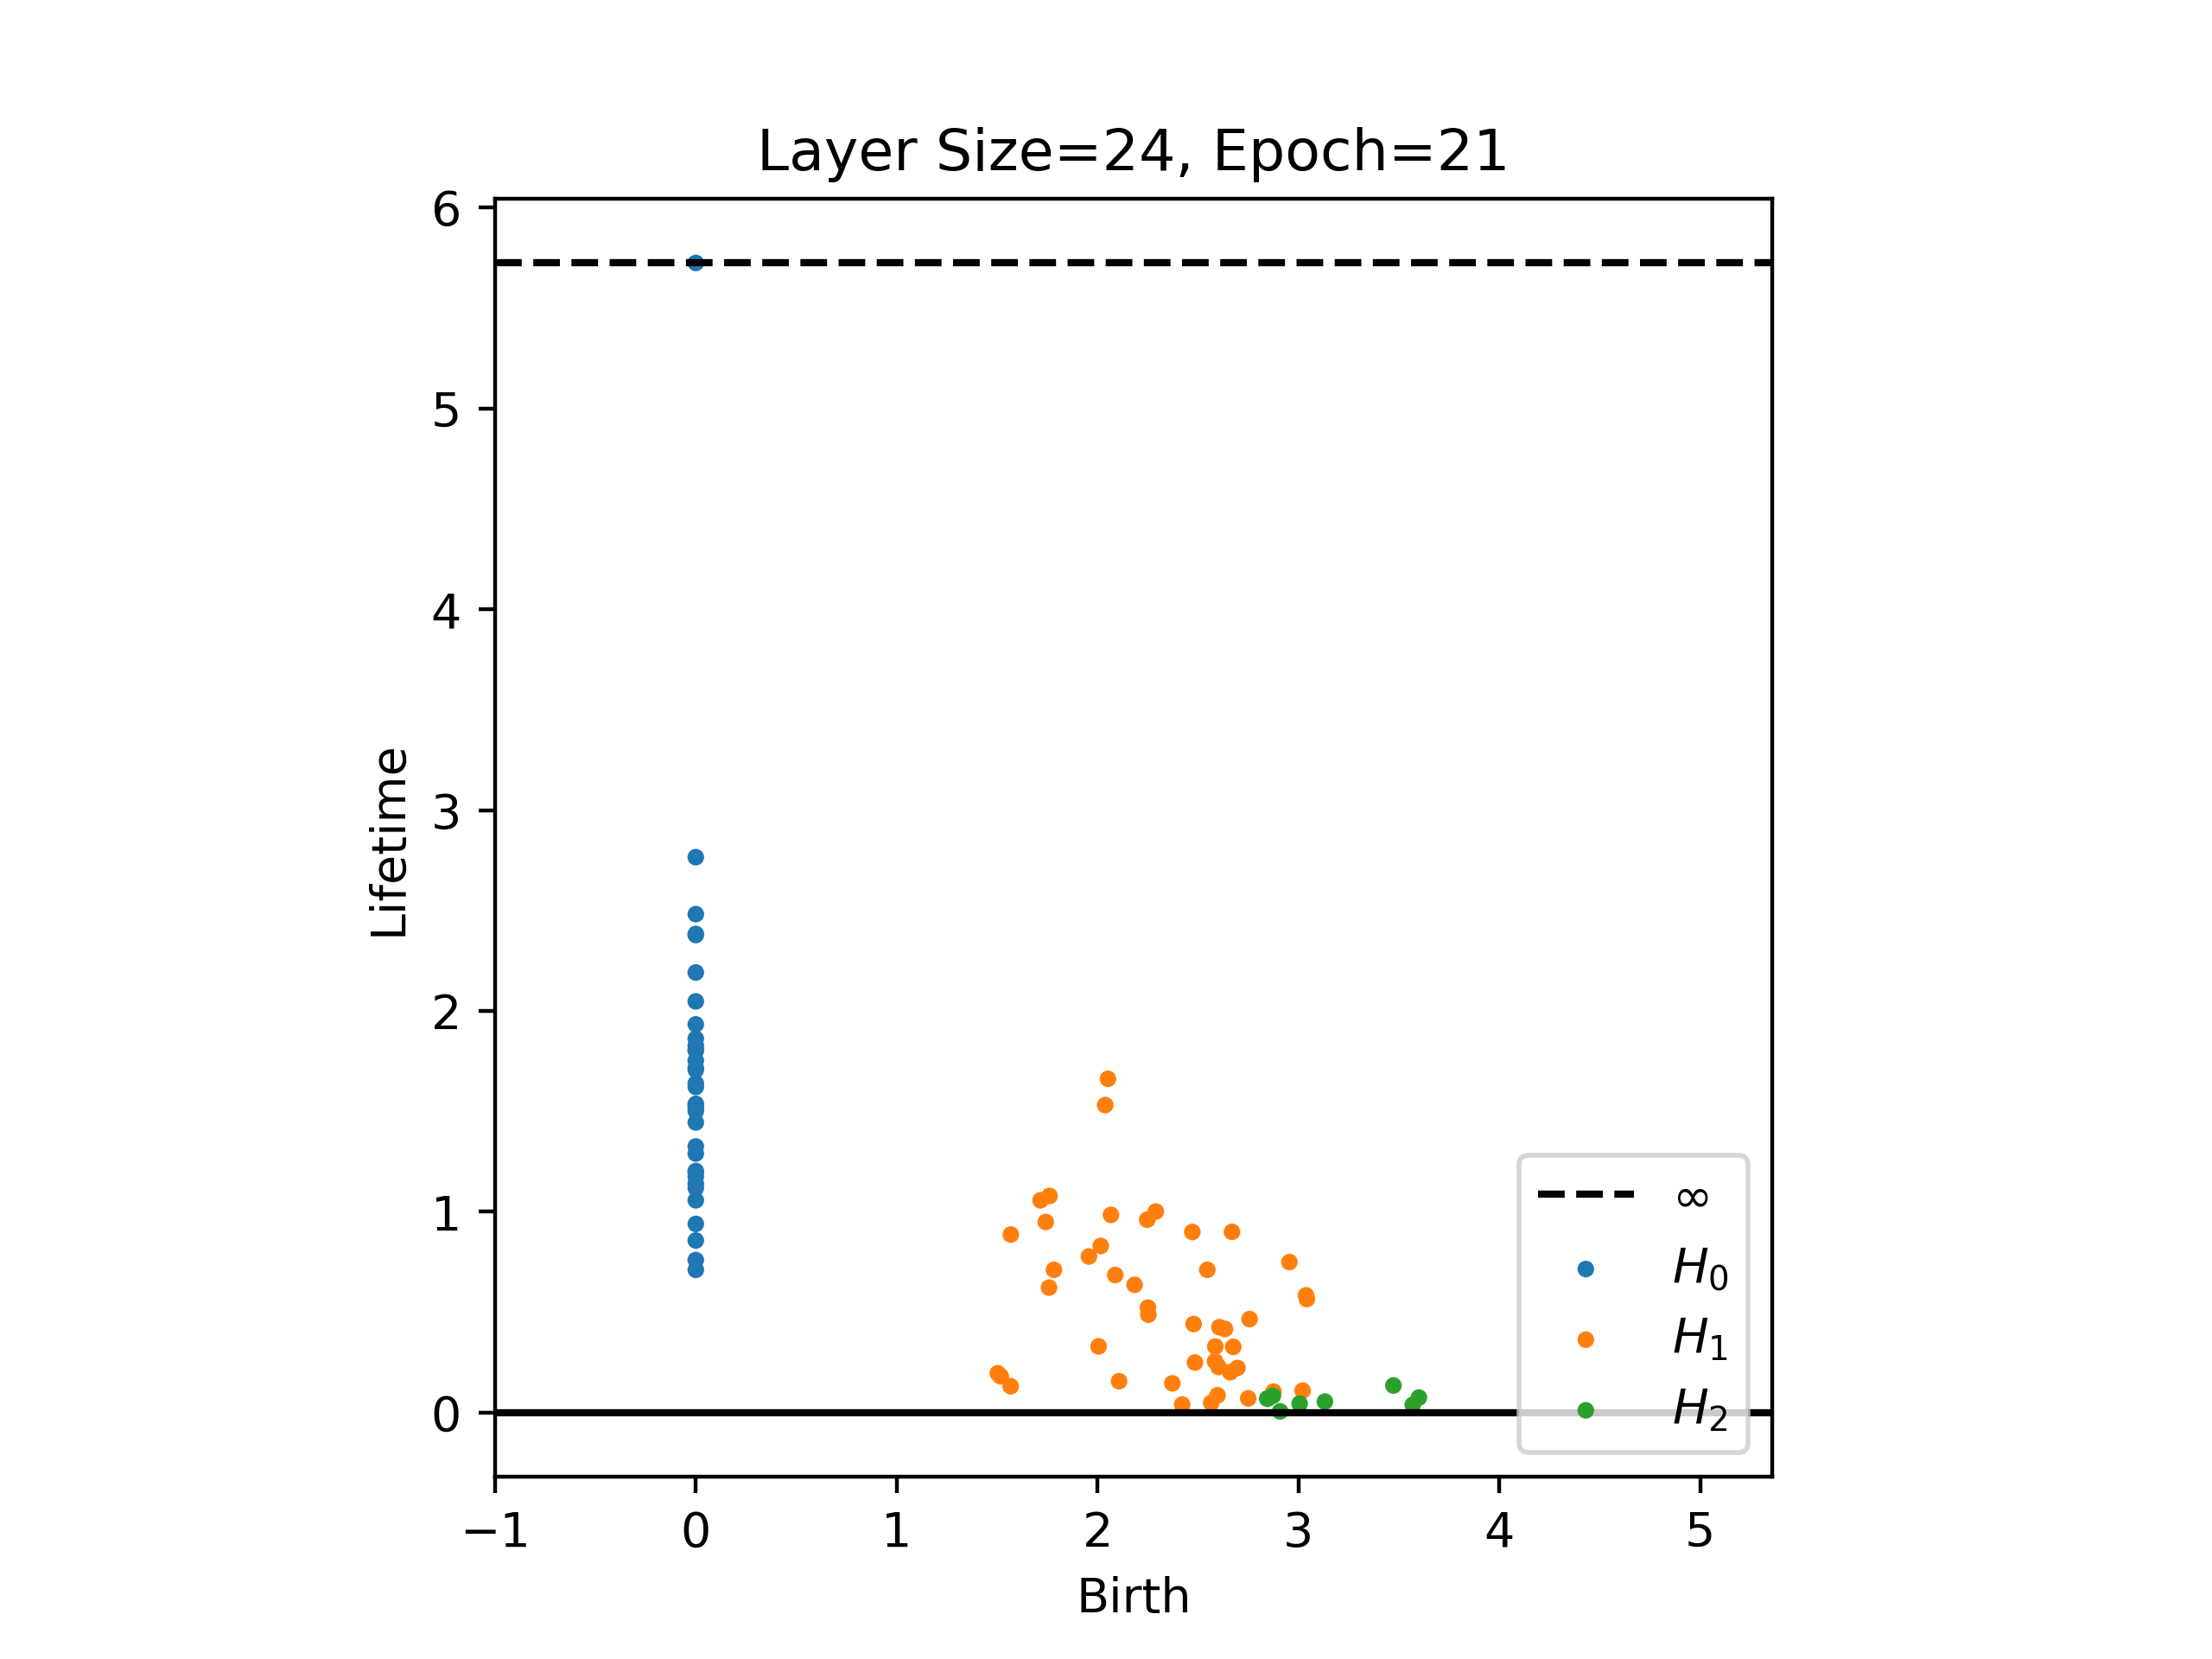 Layer Size=24, Epoch=21
6
5
4
3
2
1
0
Lifetime
−1 0 1 2 3 4 5
Birth
∞
H₀
H₁
H₂